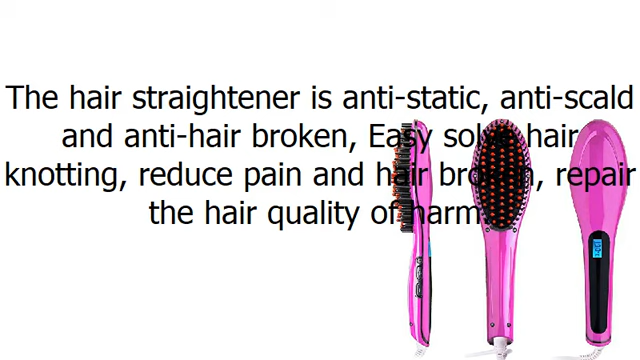 The hair straightener is anti-static, anti-scald
and anti-hair broken, Easy solve hair
knotting, reduce pain and hair broken, repair
the hair quality of harm.